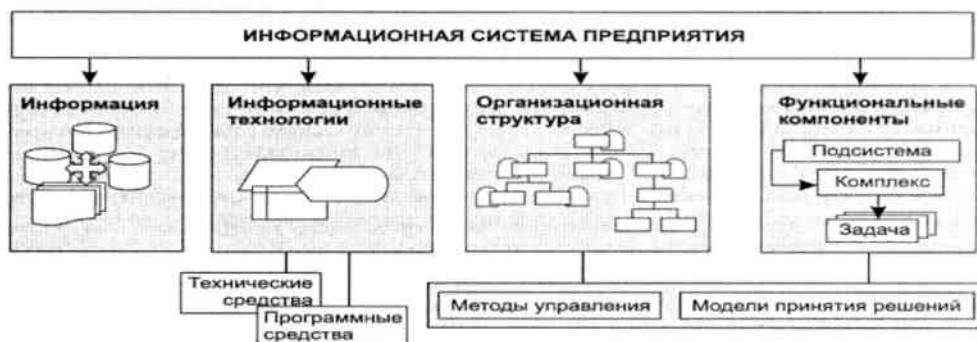 ИНФОРМАЦИОННАЯ СИСТЕМА ПРЕДПРИЯТИЯ
Информация
Информационные
технологии
Организационная
структура
Функциональные
компоненты
Подсистема
Комплекс
Задача
Технические
средства
Программные
средства
Методы управления
Модели принятия решений